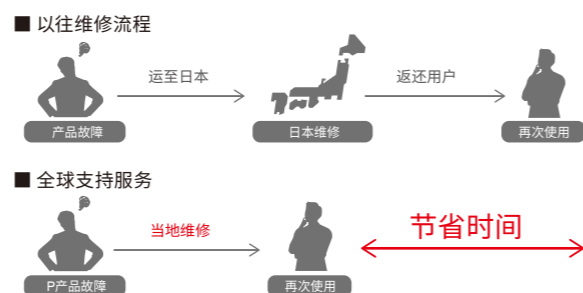 ■ 以往维修流程
运至日本
返还用户
产品故障
日本维修
再次使用
■ 全球支持服务
当地维修
节省时间
P产品故障
再次使用